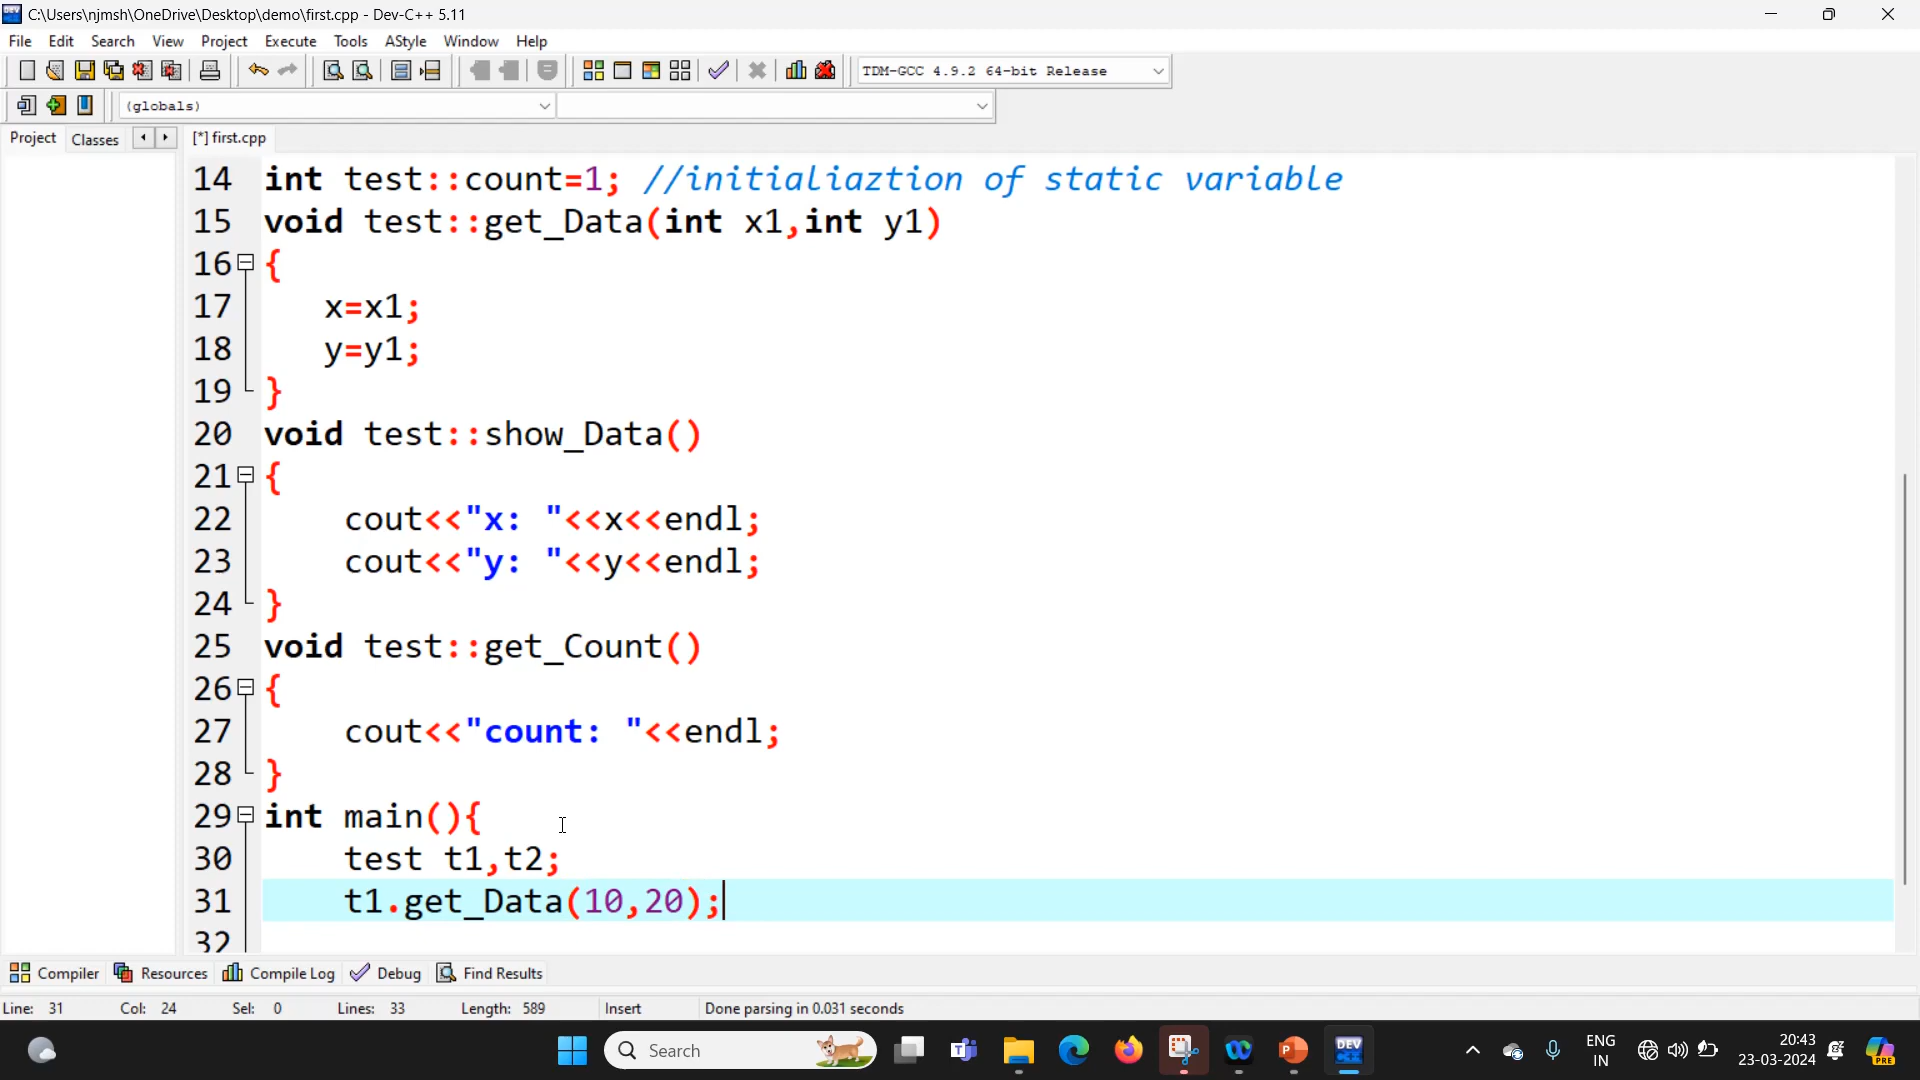 C:\Users\njmsh\OneDrive\Desktop\demo\first.cpp - Dev-C++ 5.11
File Edit Search View Project Execute Tools AStyle Window Help
TDM-GCC 4.9.2 64-bit Release
(globals)
Project Classes [*] first.cpp
14 int test::count=1; //initialiaztion of static variable
15 void test::get_Data(int x1,int y1)
16 {
17 x=x1;
18 y=y1;
19 }
20 void test::show_Data()
21 {
22 cout<<"x: "<<x<<endl;
23 cout<<"y: "<<y<<endl;
24 }
25 void test::get_Count()
26 {
27 cout<<"count: "<<endl;
28 }
29 int main(){
30 test t1,t2;
31 t1.get_Data(10,20);
32
Compiler Resources Compile Log Debug Find Results
Line: 31 Col: 24 Sel: 0 Lines: 33 Length: 589 Insert Done parsing in 0.031 seconds
Search DEV C++ ENG 20:43
IN 23-03-2024 PRE